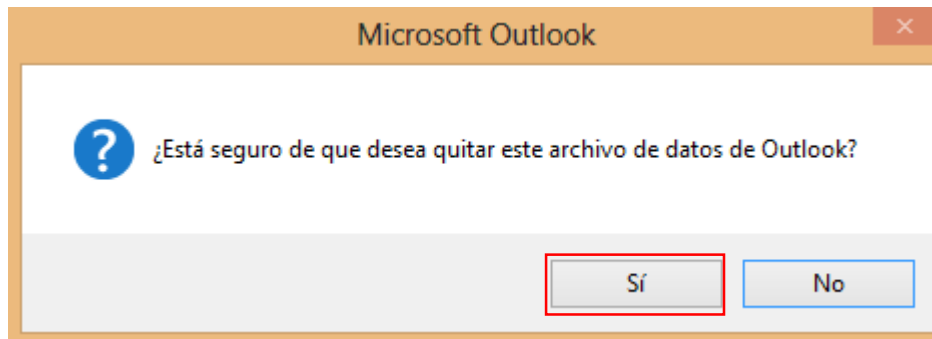 Microsoft Outlook
¿Está seguro de que desea quitar este archivo de datos de Outlook?
Sí
No